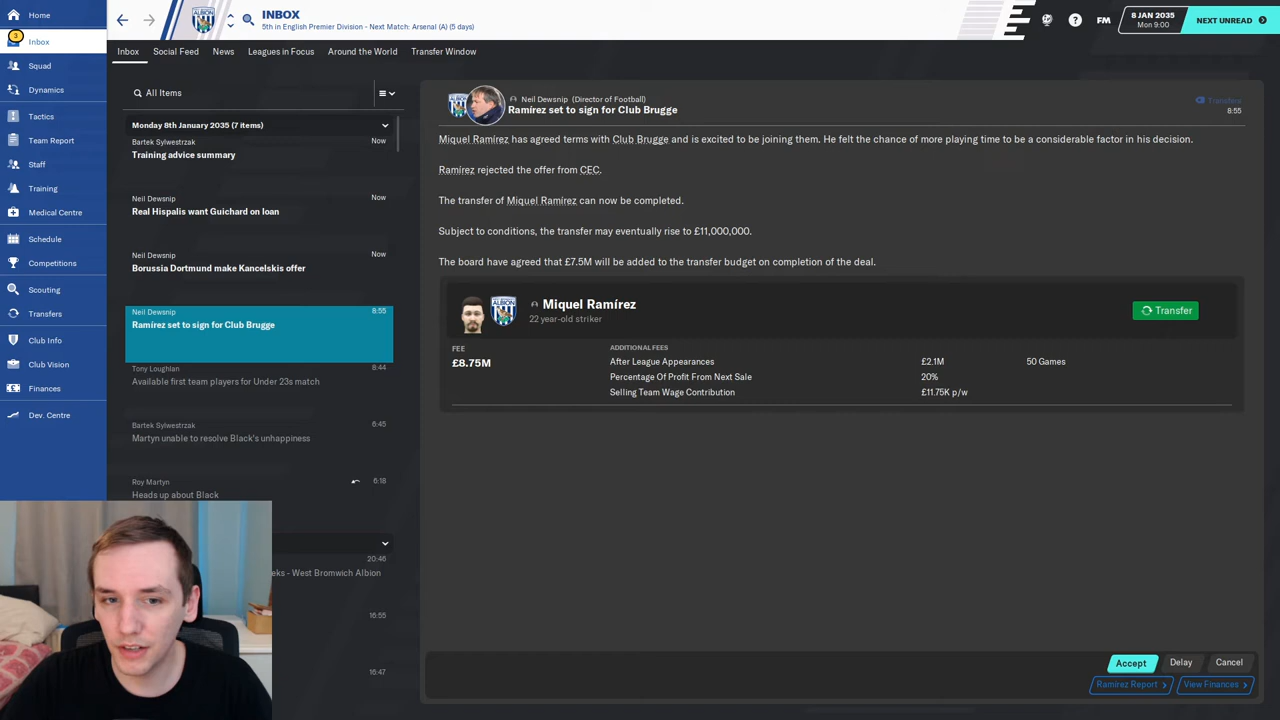 Home
INBOX
5th in English Premier Division - Next Match: Arsenal (A) (5 days)
?
FM
8 JAN 2035
Mon 9:00
NEXT UNREAD
3
Inbox
Squad
Dynamics
Tactics
Team Report
Staff
Training
Medical Centre
Schedule
Competitions
Scouting
Transfers
Club Info
Club Vision
Finances
Dev. Centre
Inbox
Social Feed
News
Leagues in Focus
Around the World
Transfer Window
All Items
Monday 8th January 2035 (7 items)
Bartek Sylwestrzak
Now
Training advice summary
Neil Dewsnip
Now
Real Hispalis want Guichard on loan
Neil Dewsnip
Now
Borussia Dortmund make Kancelskis offer
Neil Dewsnip
8:55
Ramírez set to sign for Club Brugge
Tony Loughlan
8:44
Available first team players for Under 23s match
Bartek Sylwestrzak
6:45
Martyn unable to resolve Black's unhappiness
Roy Martyn
6:18
Heads up about Black
20:46
eks - West Bromwich Albion
16:55
16:47
ALBION
Neil Dewsnip (Director of Football)
Ramírez set to sign for Club Brugge
Transfers
8:55
Miquel Ramírez has agreed terms with Club Brugge and is excited to be joining them. He felt the chance of more playing time to be a considerable factor in his decision.
Ramírez rejected the offer from CEC.
The transfer of Miquel Ramírez can now be completed.
Subject to conditions, the transfer may eventually rise to £11,000,000.
The board have agreed that £7.5M will be added to the transfer budget on completion of the deal.
ALBION
Miquel Ramírez
22 year-old striker
Transfer
FEE
£8.75M
ADDITIONAL FEES
After League Appearances
£2.1M
50 Games
Percentage Of Profit From Next Sale
20%
Selling Team Wage Contribution
£11.75K p/w
Accept
Delay
Cancel
Ramírez Report
View Finances